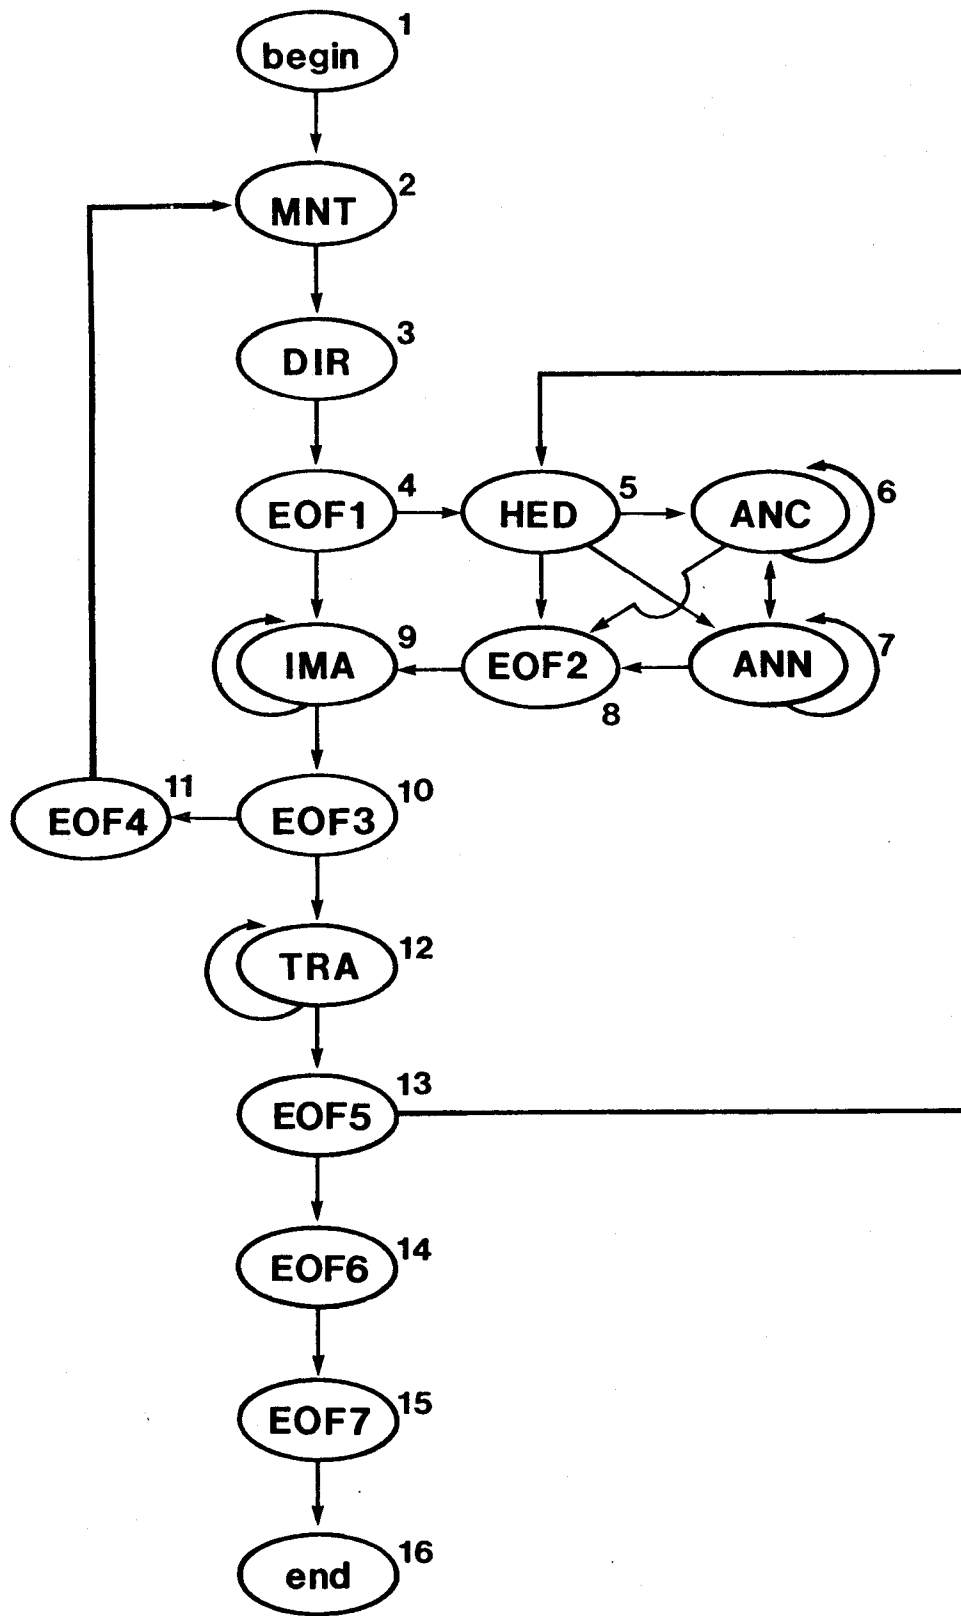 begin 1
MNT 2
DIR 3
EOF1 4
HED 5
ANC 6
IMA 9
EOF2 8
ANN 7
EOF4 11
EOF3 10
TRA 12
EOF5 13
EOF6 14
EOF7 15
end 16